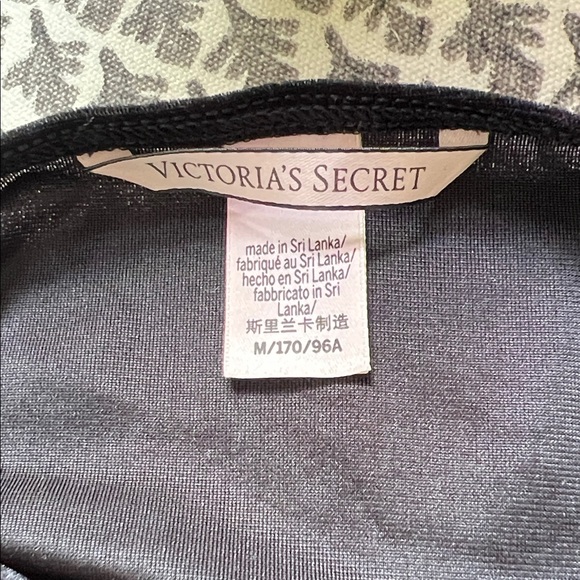 VICTORIA'S SECRET
made in Sri Lanka/
fabriqué au Sri Lanka/
hecho en Sri Lanka/
fabbricato in Sri
Lanka/
斯里兰卡制造
M/170/96A